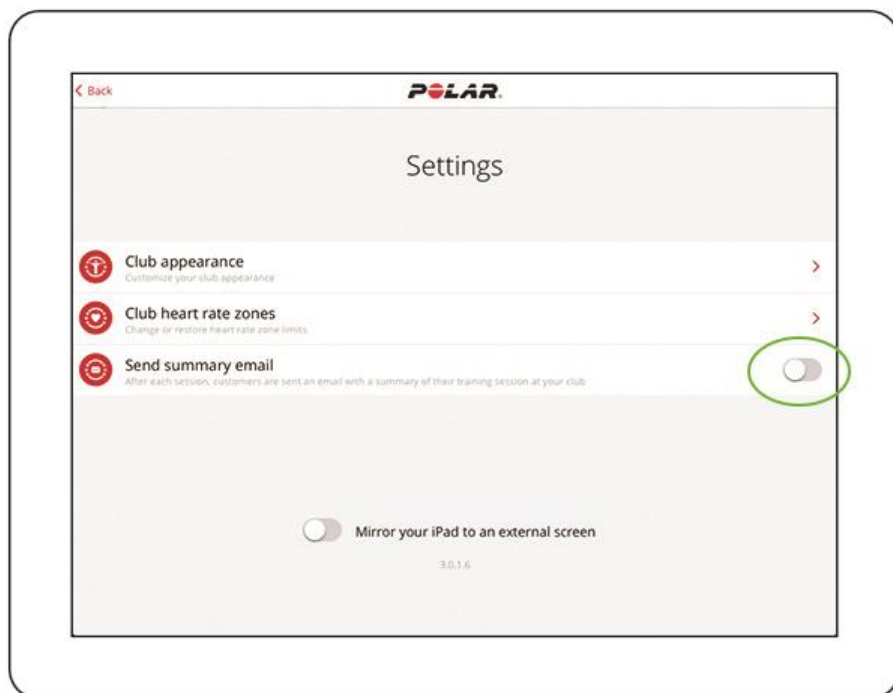 Back
POLAR.
Settings
Club appearance
Customize your club appearance
Club heart rate zones
Change or restore heart rate zone limits
Send summary email
After each session, customers are sent an email with a summary of their training session at your club
Mirror your iPad to an external screen
3.0.1.6